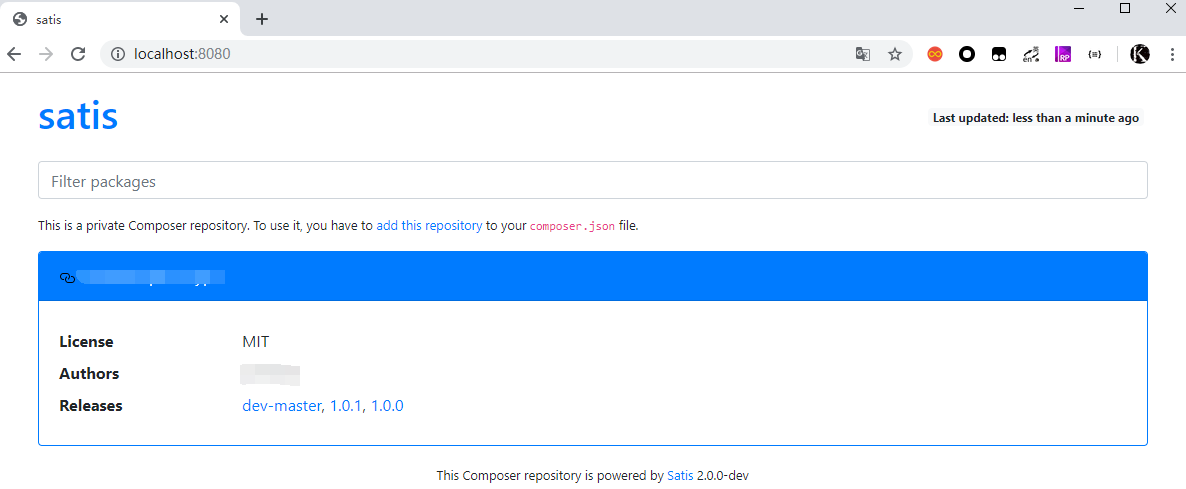 satis
localhost:8080
en
RP
satis
Last updated: less than a minute ago
Filter packages
This is a private Composer repository. To use it, you have to add this repository to your composer.json file.
License MIT
Authors
Releases dev-master, 1.0.1, 1.0.0
This Composer repository is powered by Satis 2.0.0-dev